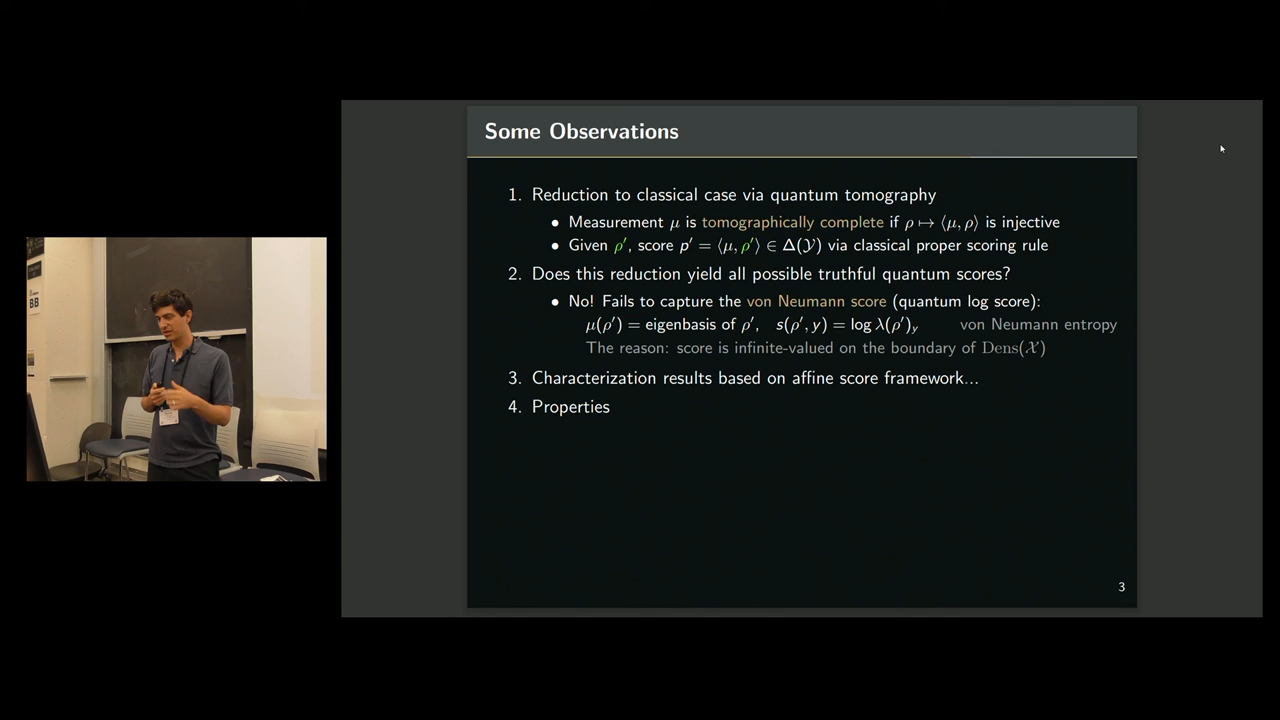 Some Observations
1. Reduction to classical case via quantum tomography
• Measurement μ is tomographically complete if ρ ↦ ⟨μ, ρ⟩ is injective
• Given ρ′, score p′ = ⟨μ, ρ′⟩ ∈ Δ(𝒴) via classical proper scoring rule
2. Does this reduction yield all possible truthful quantum scores?
• No! Fails to capture the von Neumann score (quantum log score):
μ(ρ′) = eigenbasis of ρ′, s(ρ′, y) = log λ(ρ′)_y von Neumann entropy
The reason: score is infinite-valued on the boundary of Dens(𝒳)
3. Characterization results based on affine score framework...
4. Properties
3
BB